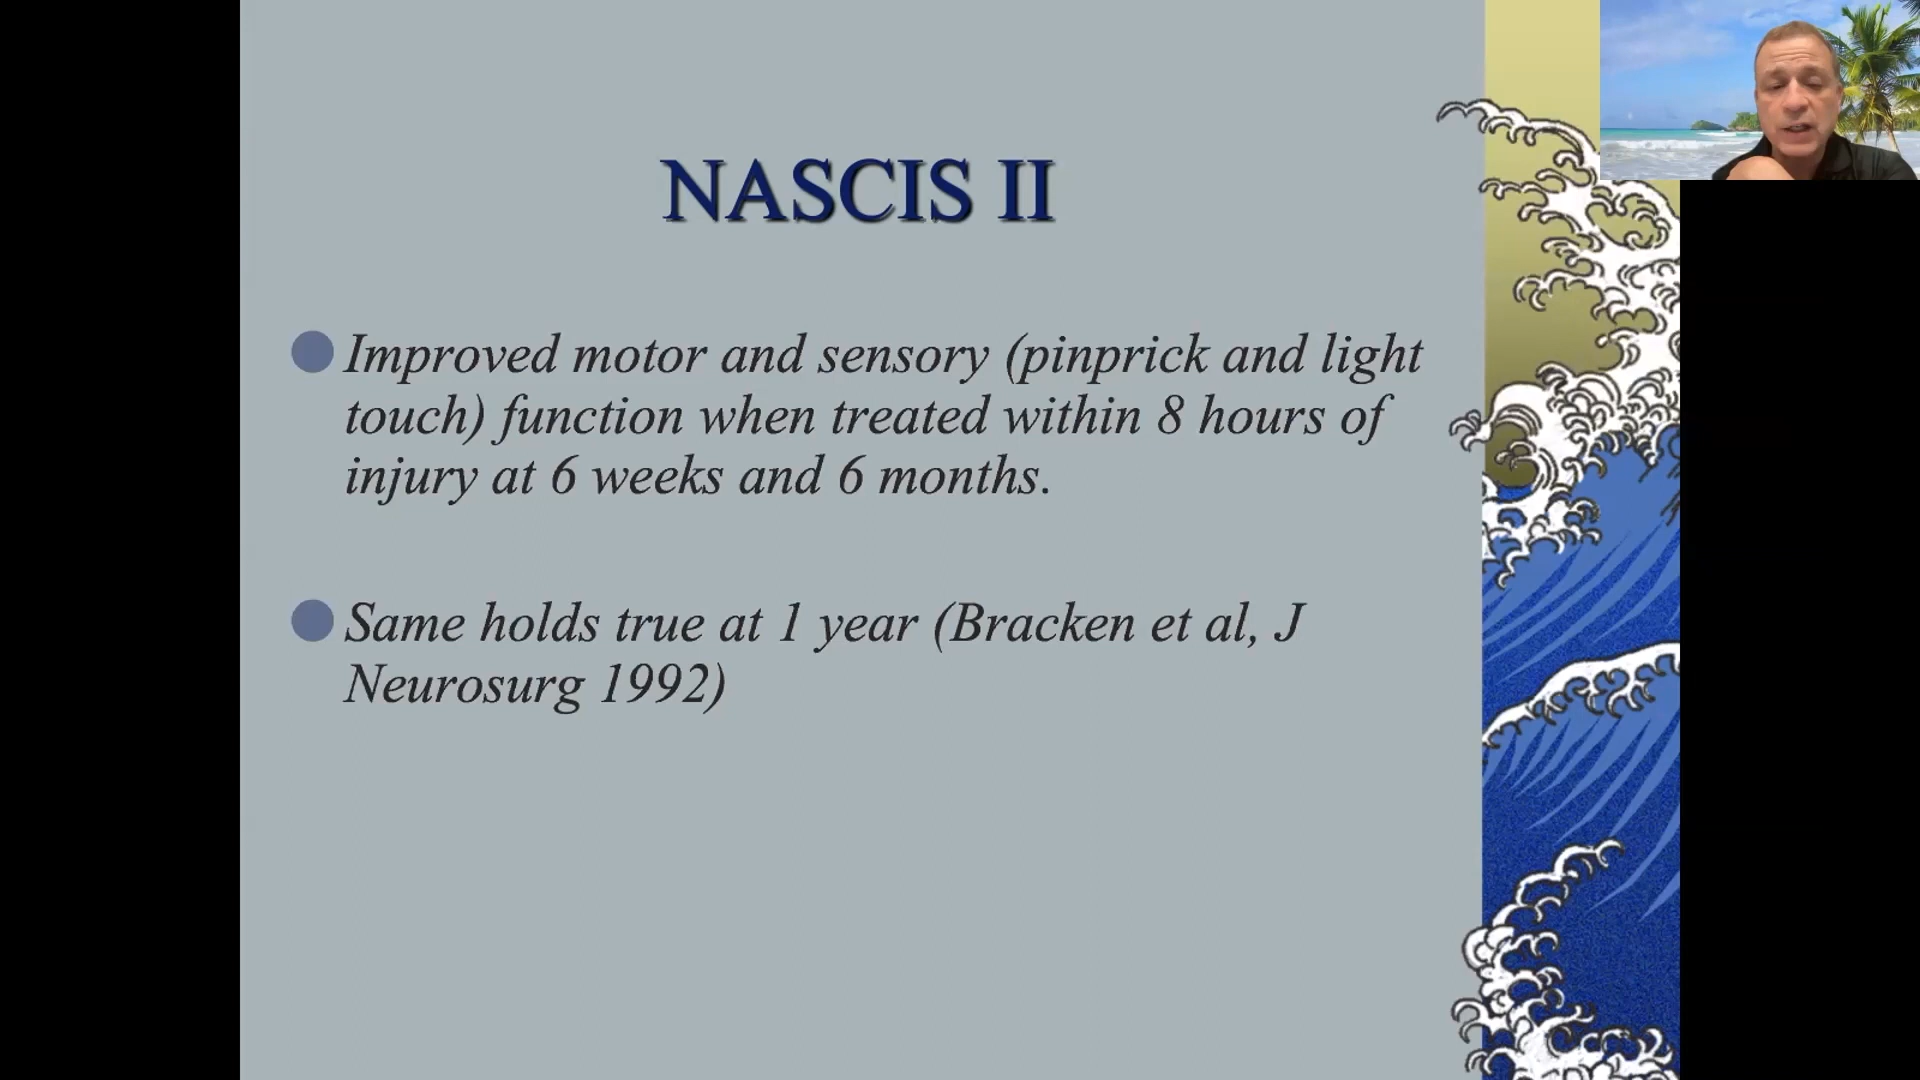 NASCIS II
Improved motor and sensory (pinprick and light
touch) function when treated within 8 hours of
injury at 6 weeks and 6 months.
Same holds true at 1 year (Bracken et al, J
Neurosurg 1992)